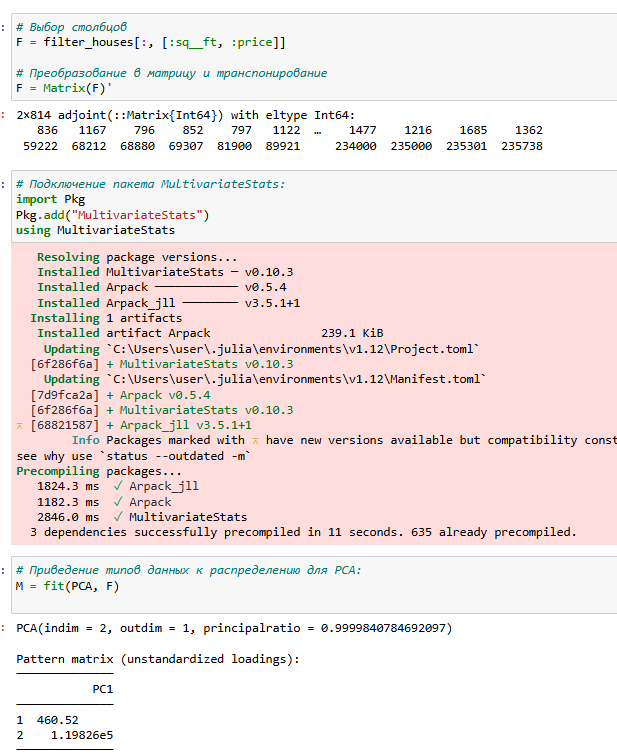 # Выбор столбцов
F = filter_houses[:, [:sq__ft, :price]]
# Преобразование в матрицу и транспонирование
F = Matrix(F)'
2×814 adjoint(::Matrix{Int64}) with eltype Int64:
836 1167 796 852 797 1122 … 1477 1216 1685 1362
59222 68212 68880 69307 81900 89921 234000 235000 235301 235738
# Подключение пакета MultivariateStats:
import Pkg
Pkg.add("MultivariateStats")
using MultivariateStats
Resolving package versions...
Installed MultivariateStats ─ v0.10.3
Installed Arpack ──────────── v0.5.4
Installed Arpack_jll ──────── v3.5.1+1
Installing 1 artifacts
Installed artifact Arpack 239.1 KiB
Updating `C:\Users\user\.julia\environments\v1.12\Project.toml`
[6f286f6a] + MultivariateStats v0.10.3
Updating `C:\Users\user\.julia\environments\v1.12\Manifest.toml`
[7d9fca2a] + Arpack v0.5.4
[6f286f6a] + MultivariateStats v0.10.3
⌅ [68821587] + Arpack_jll v3.5.1+1
Info Packages marked with ⌅ have new versions available but compatibility const
see why use `status --outdated -m`
Precompiling packages...
1824.3 ms ✓ Arpack_jll
1182.3 ms ✓ Arpack
2846.0 ms ✓ MultivariateStats
3 dependencies successfully precompiled in 11 seconds. 635 already precompiled.
# Приведение типов данных к распределению для PCA:
M = fit(PCA, F)
PCA(indim = 2, outdim = 1, principalratio = 0.9999840784692097)
Pattern matrix (unstandardized loadings):
PC1
1 460.52
2 1.19826e5